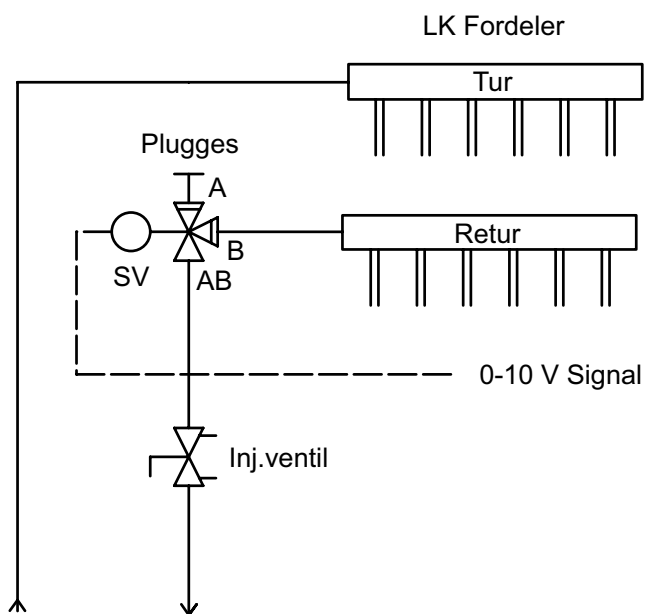 LK Fordeler
Tur
Plugges
A
Retur
B
SV
AB
0-10 V Signal
Inj.ventil